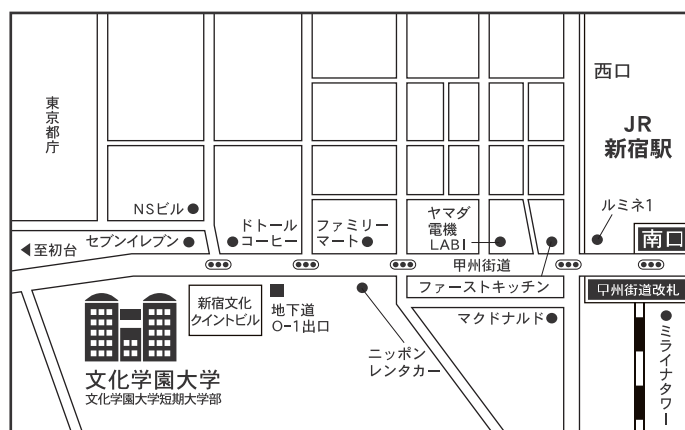 東京都庁
西口
JR
新宿駅
NSビル
ドトール
コーヒー
ファミリー
マート
ヤマダ
電機
LABI
ルミネ1
南口
◀至初台
セブンイレブン
甲州街道
ファーストキッチン
甲州街道改札
新宿文化
クイントビル
地下道
O-1出口
マクドナルド
ミライナタワー
ニッポン
レンタカー
文化学園大学
文化学園大学短期大学部